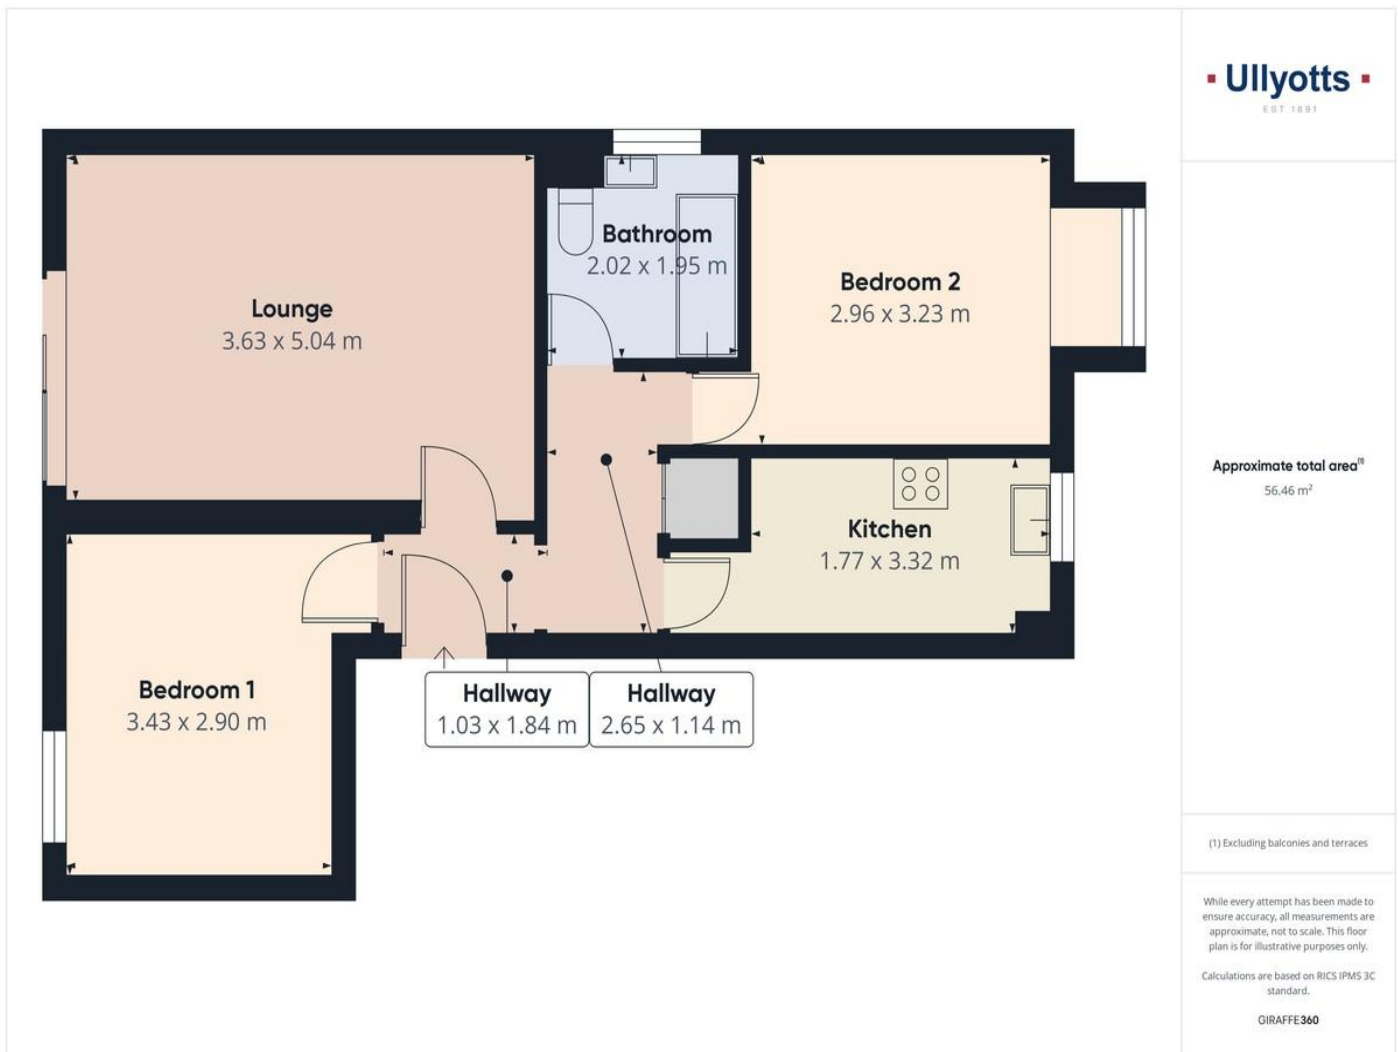 Ullyotts
EST 1891
Lounge
3.63 x 5.04 m
Bathroom
2.02 x 1.95 m
Bedroom 2
2.96 x 3.23 m
Kitchen
1.77 x 3.32 m
Bedroom 1
3.43 x 2.90 m
Hallway
1.03 x 1.84 m
Hallway
2.65 x 1.14 m
Approximate total area⁽¹⁾
56.46 m²
(1) Excluding balconies and terraces
While every attempt has been made to
ensure accuracy, all measurements are
approximate, not to scale. This floor
plan is for illustrative purposes only.
Calculations are based on RICS IPMS 3C
standard.
GIRAFFE360